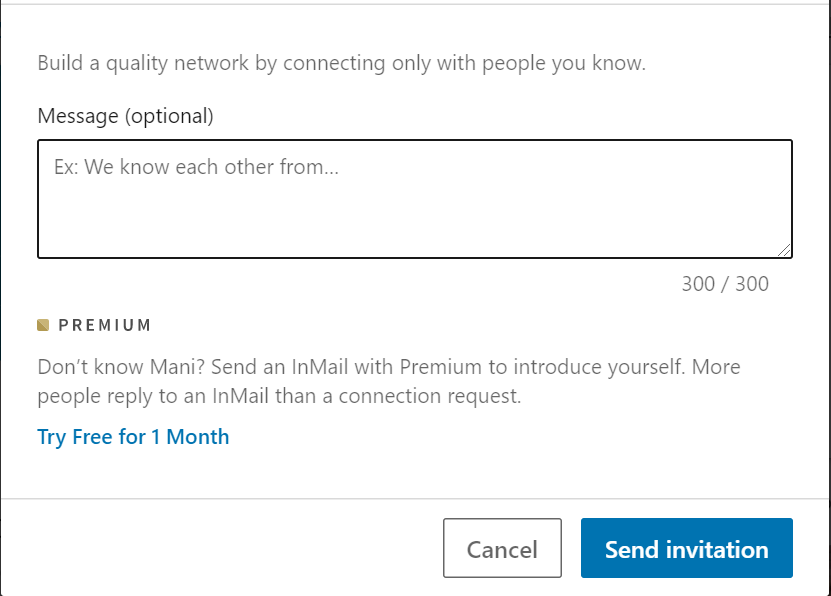 Build a quality network by connecting only with people you know.
Message (optional)
Ex: We know each other from...
300 / 300
PREMIUM
Don't know Mani? Send an InMail with Premium to introduce yourself. More
people reply to an InMail than a connection request.
Try Free for 1 Month
Cancel
Send invitation